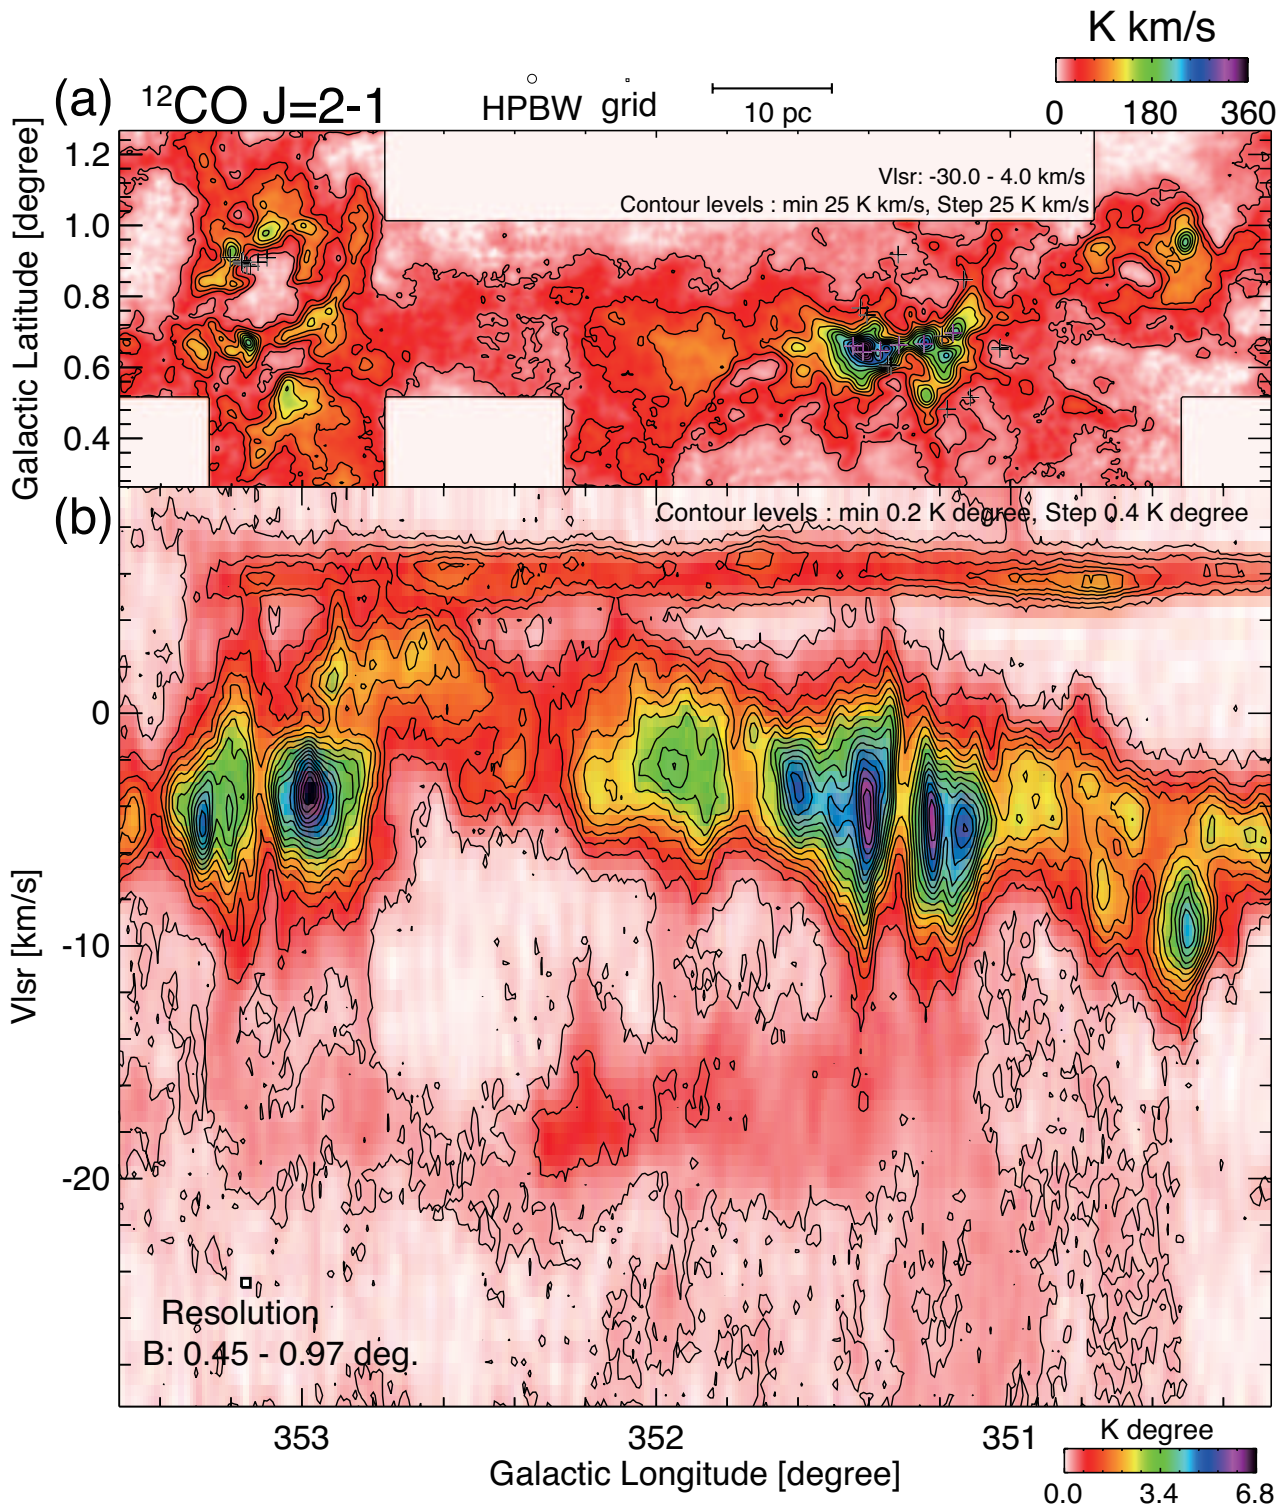 K km/s
0 180 360
(a) ¹²CO J=2-1 HPBW grid 10 pc
Vlsr: -30.0 - 4.0 km/s
Contour levels : min 25 K km/s, Step 25 K km/s
Galactic Latitude [degree]
1.2
1.0
0.8
0.6
0.4
(b)
Contour levels : min 0.2 K degree, Step 0.4 K degree
Vlsr [km/s]
0
-10
-20
Resolution
B: 0.45 - 0.97 deg.
353 352 351
Galactic Longitude [degree]
K degree
0.0 3.4 6.8